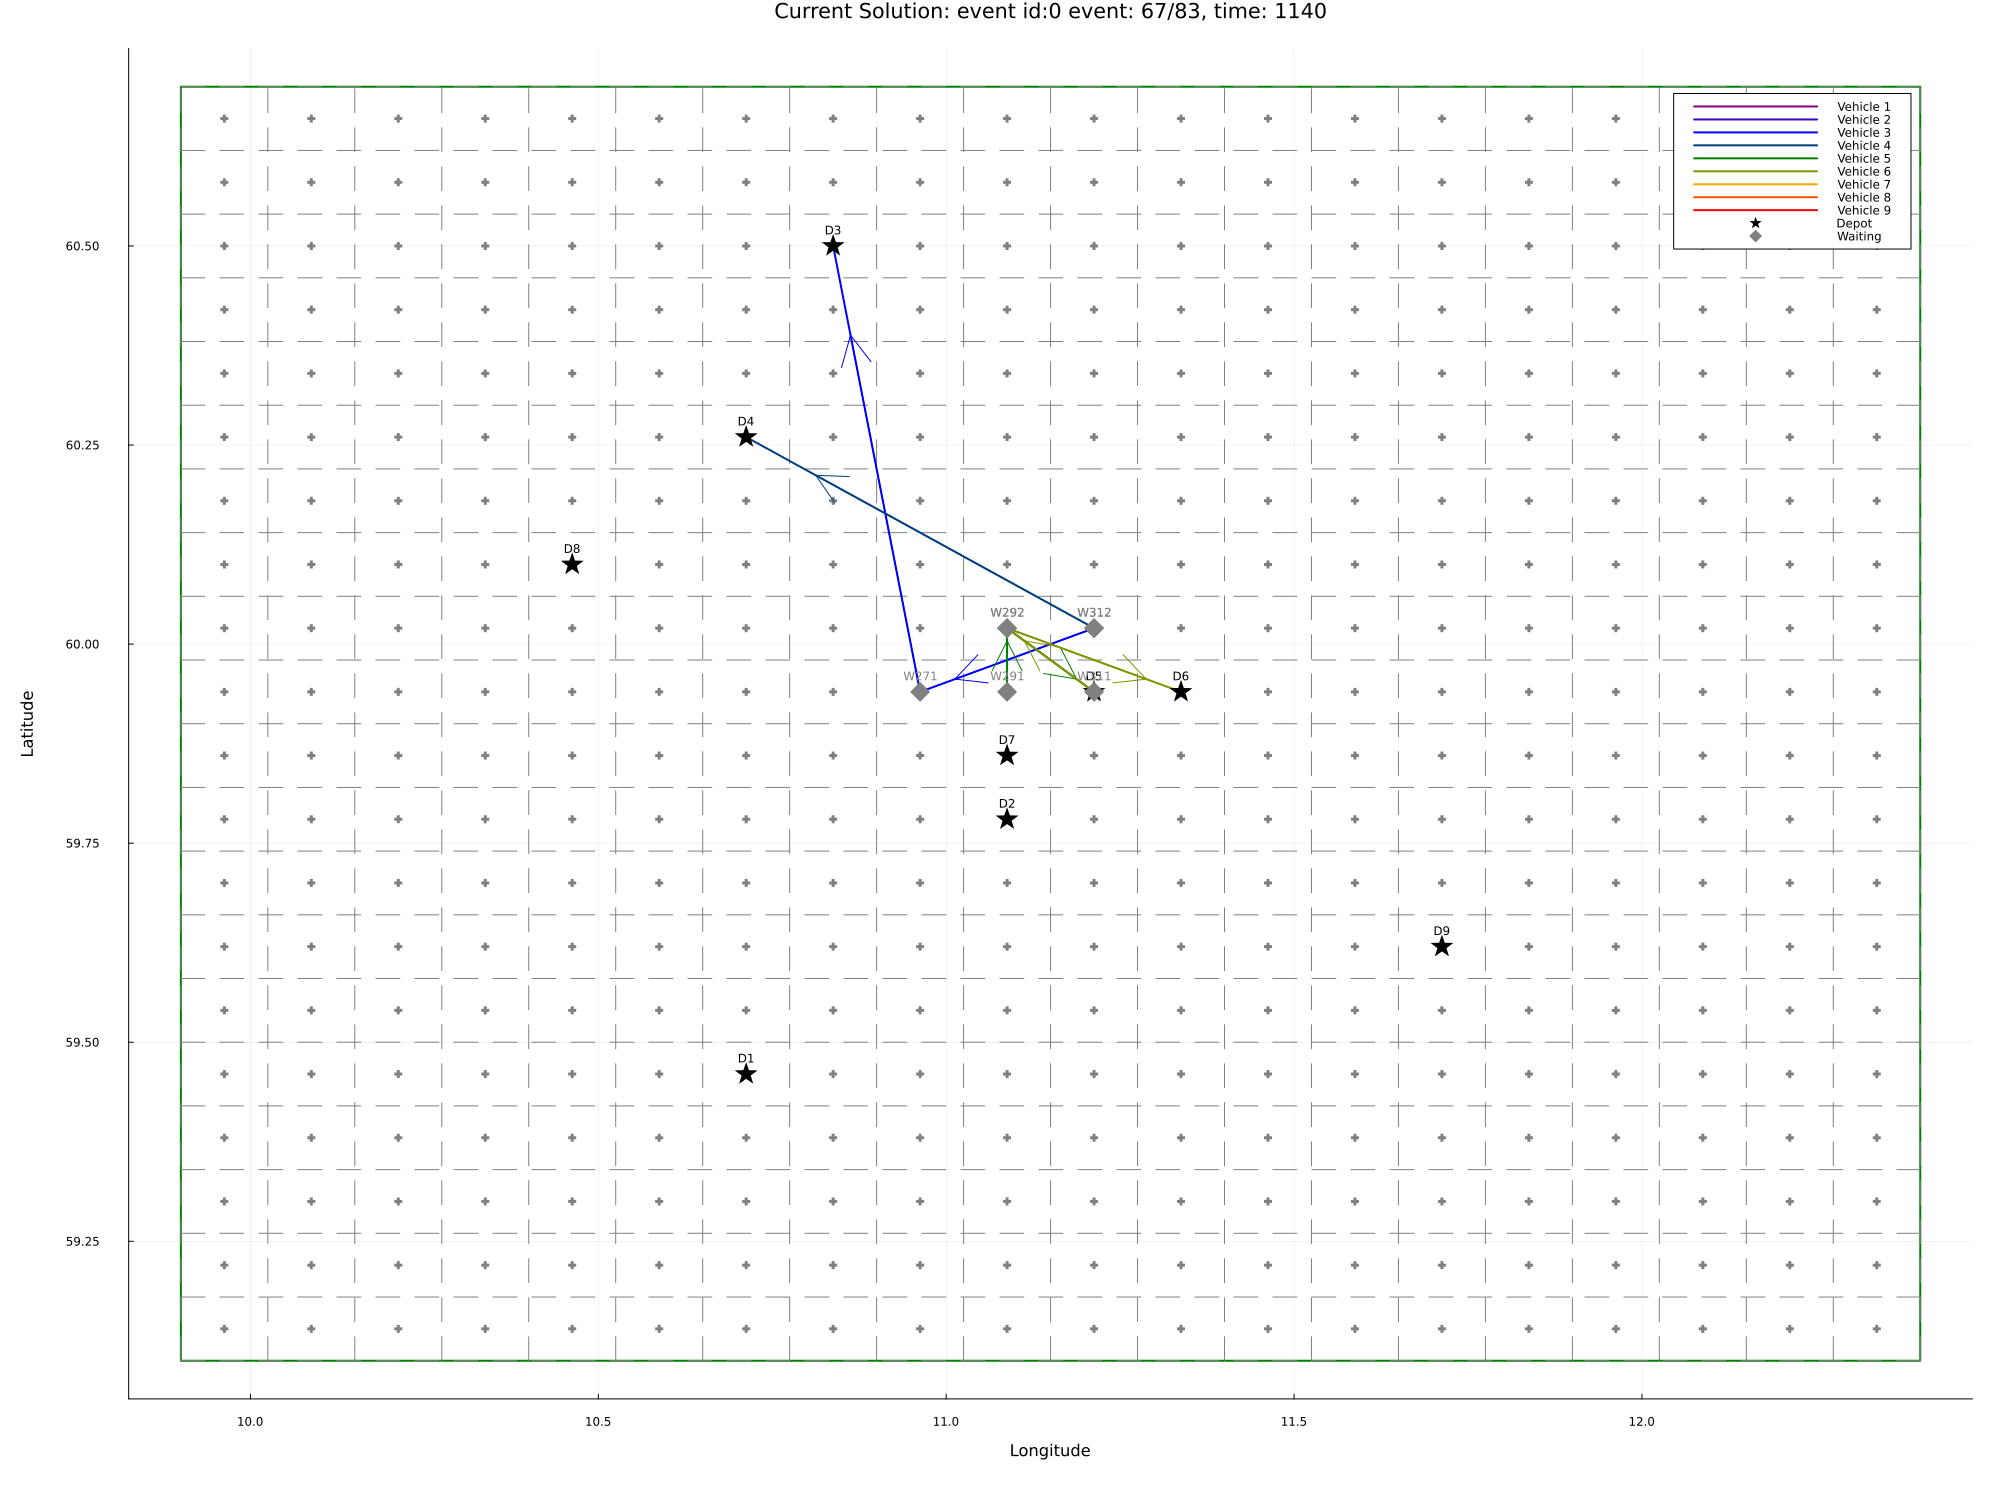 Current Solution: event id:0 event: 67/83, time: 1140
Vehicle 1
Vehicle 2
Vehicle 3
Vehicle 4
Vehicle 5
Vehicle 6
Vehicle 7
Vehicle 8
Vehicle 9
Depot
Waiting
D3
60.50
D4
60.25
D8
W292 W312
60.00
W271 W291 D5 D6
D7
D2
59.75
D9
D1
59.50
59.25
Latitude
10.0 10.5 11.0 11.5 12.0
Longitude